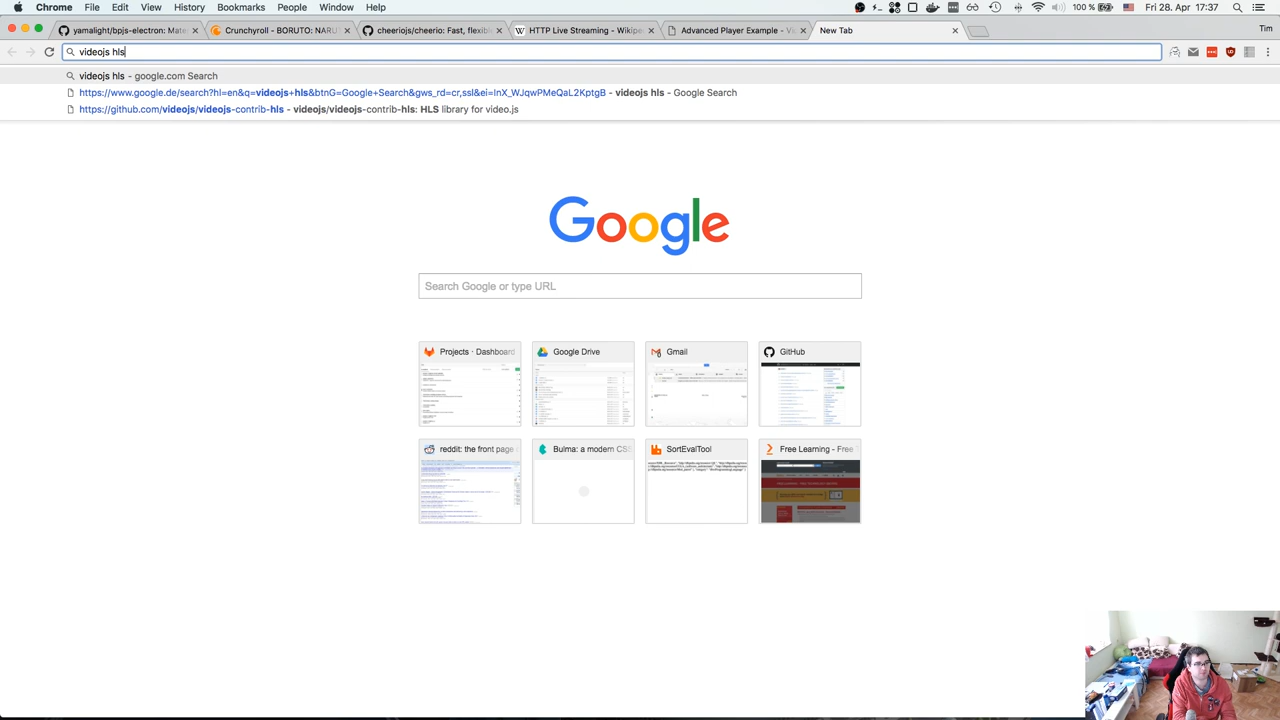 Chrome File Edit View History Bookmarks People Window Help 100 % Fri 28. Apr 17:37
yamalight/bpjs-electron: Mate Crunchyroll - BORUTO: NARU cheeriojs/cheerio: Fast, flexibl HTTP Live Streaming - Wikipe Advanced Player Example - Vi New Tab Tim
videojs hls
videojs hls - google.com Search
https://www.google.de/search?hl=en&q=videojs+hls&btnG=Google+Search&gws_rd=cr,ssl&ei=lnX_WJqwPMeQaL2KptgB - videojs hls - Google Search
https://github.com/videojs/videojs-contrib-hls - videojs/videojs-contrib-hls: HLS library for video.js
Google
Search Google or type URL
Projects · Dashboard Google Drive Gmail GitHub
reddit: the front page Bulma: a modern CSS SortEvalTool Free Learning - Free